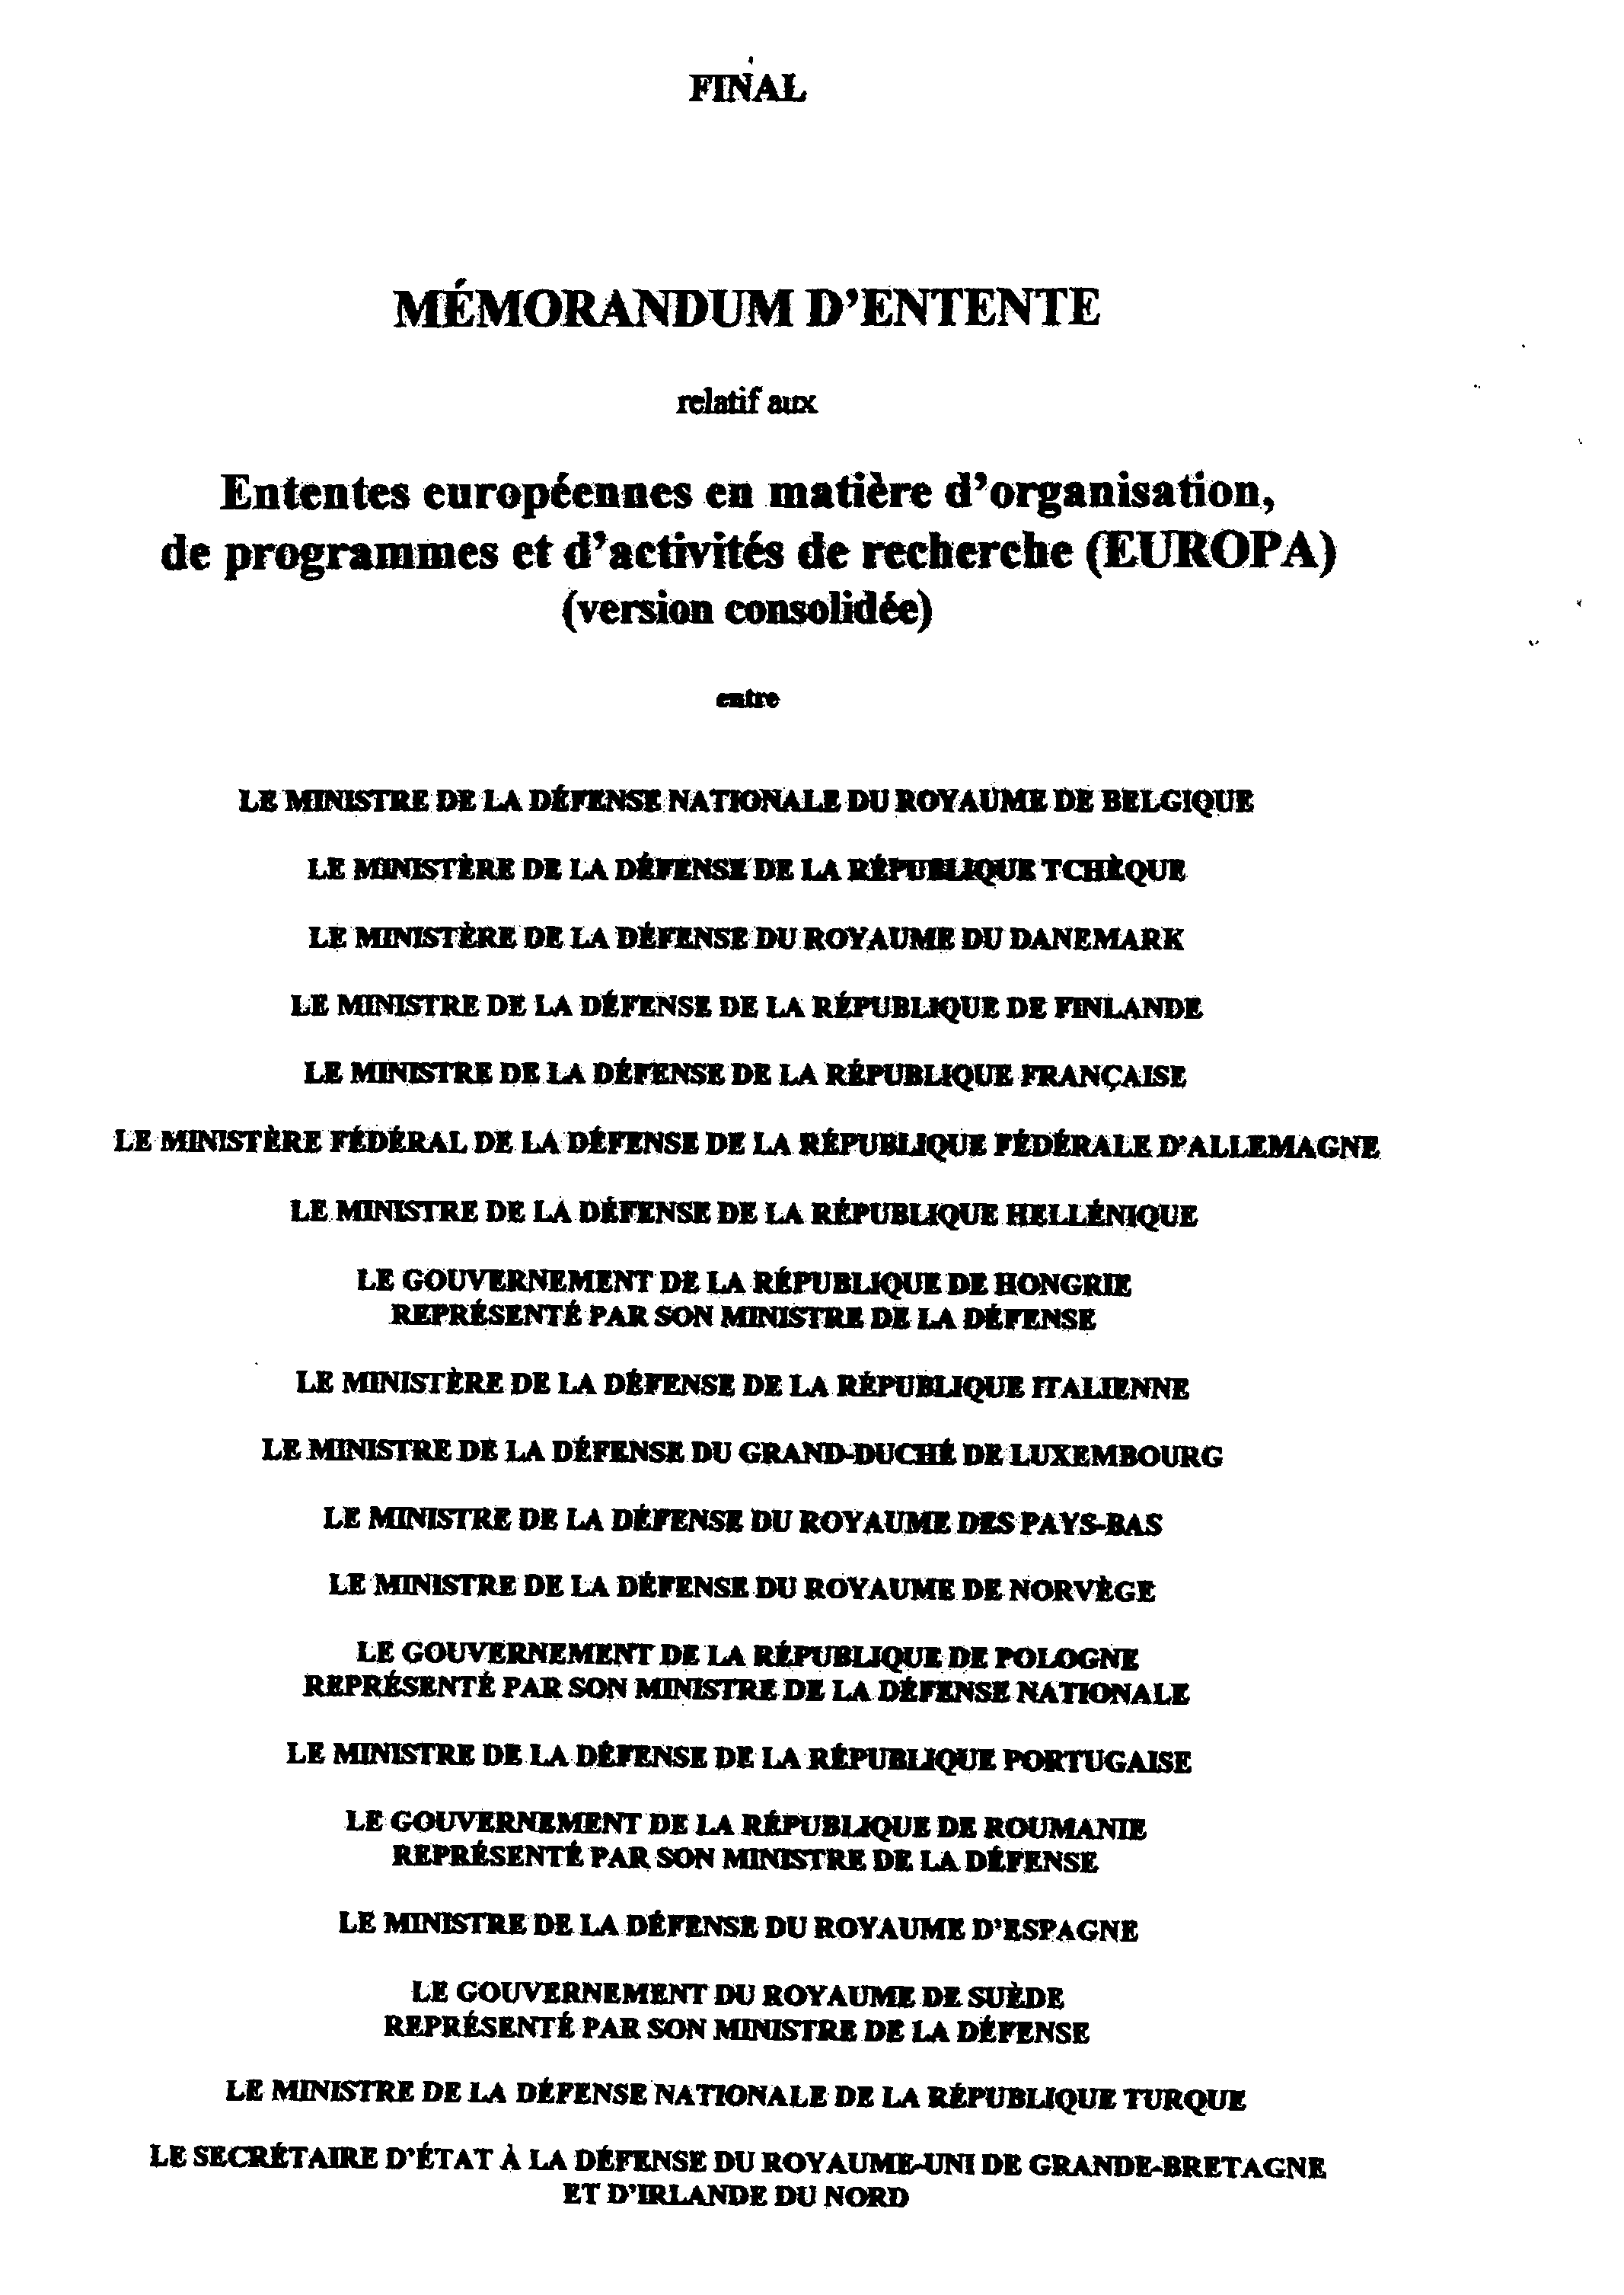 FINAL
MÉMORANDUM D'ENTENTE
relatif aux
Ententes européennes en matière d'organisation,
de programmes et d'activités de recherche (EUROPA)
(version consolidée)
entre
LE MINISTRE DE LA DÉFENSE NATIONALE DU ROYAUME DE BELGIQUE
LE MINISTÈRE DE LA DÉFENSE DE LA RÉPUBLIQUE TCHÈQUE
LE MINISTÈRE DE LA DÉFENSE DU ROYAUME DU DANEMARK
LE MINISTRE DE LA DÉFENSE DE LA RÉPUBLIQUE DE FINLANDE
LE MINISTRE DE LA DÉFENSE DE LA RÉPUBLIQUE FRANÇAISE
LE MINISTÈRE FÉDÉRAL DE LA DÉFENSE DE LA RÉPUBLIQUE FÉDÉRALE D'ALLEMAGNE
LE MINISTRE DE LA DÉFENSE DE LA RÉPUBLIQUE HELLÉNIQUE
LE GOUVERNEMENT DE LA RÉPUBLIQUE DE HONGRIE
REPRÉSENTÉ PAR SON MINISTRE DE LA DÉFENSE
LE MINISTÈRE DE LA DÉFENSE DE LA RÉPUBLIQUE ITALIENNE
LE MINISTRE DE LA DÉFENSE DU GRAND-DUCHÉ DE LUXEMBOURG
LE MINISTRE DE LA DÉFENSE DU ROYAUME DES PAYS-BAS
LE MINISTRE DE LA DÉFENSE DU ROYAUME DE NORVÈGE
LE GOUVERNEMENT DE LA RÉPUBLIQUE DE POLOGNE
REPRÉSENTÉ PAR SON MINISTRE DE LA DÉFENSE NATIONALE
LE MINISTRE DE LA DÉFENSE DE LA RÉPUBLIQUE PORTUGAISE
LE GOUVERNEMENT DE LA RÉPUBLIQUE DE ROUMANIE
REPRÉSENTÉ PAR SON MINISTRE DE LA DÉFENSE
LE MINISTRE DE LA DÉFENSE DU ROYAUME D'ESPAGNE
LE GOUVERNEMENT DU ROYAUME DE SUÈDE
REPRÉSENTÉ PAR SON MINISTRE DE LA DÉFENSE
LE MINISTRE DE LA DÉFENSE NATIONALE DE LA RÉPUBLIQUE TURQUE
LE SECRÉTAIRE D'ÉTAT À LA DÉFENSE DU ROYAUME-UNI DE GRANDE-BRETAGNE
ET D'IRLANDE DU NORD